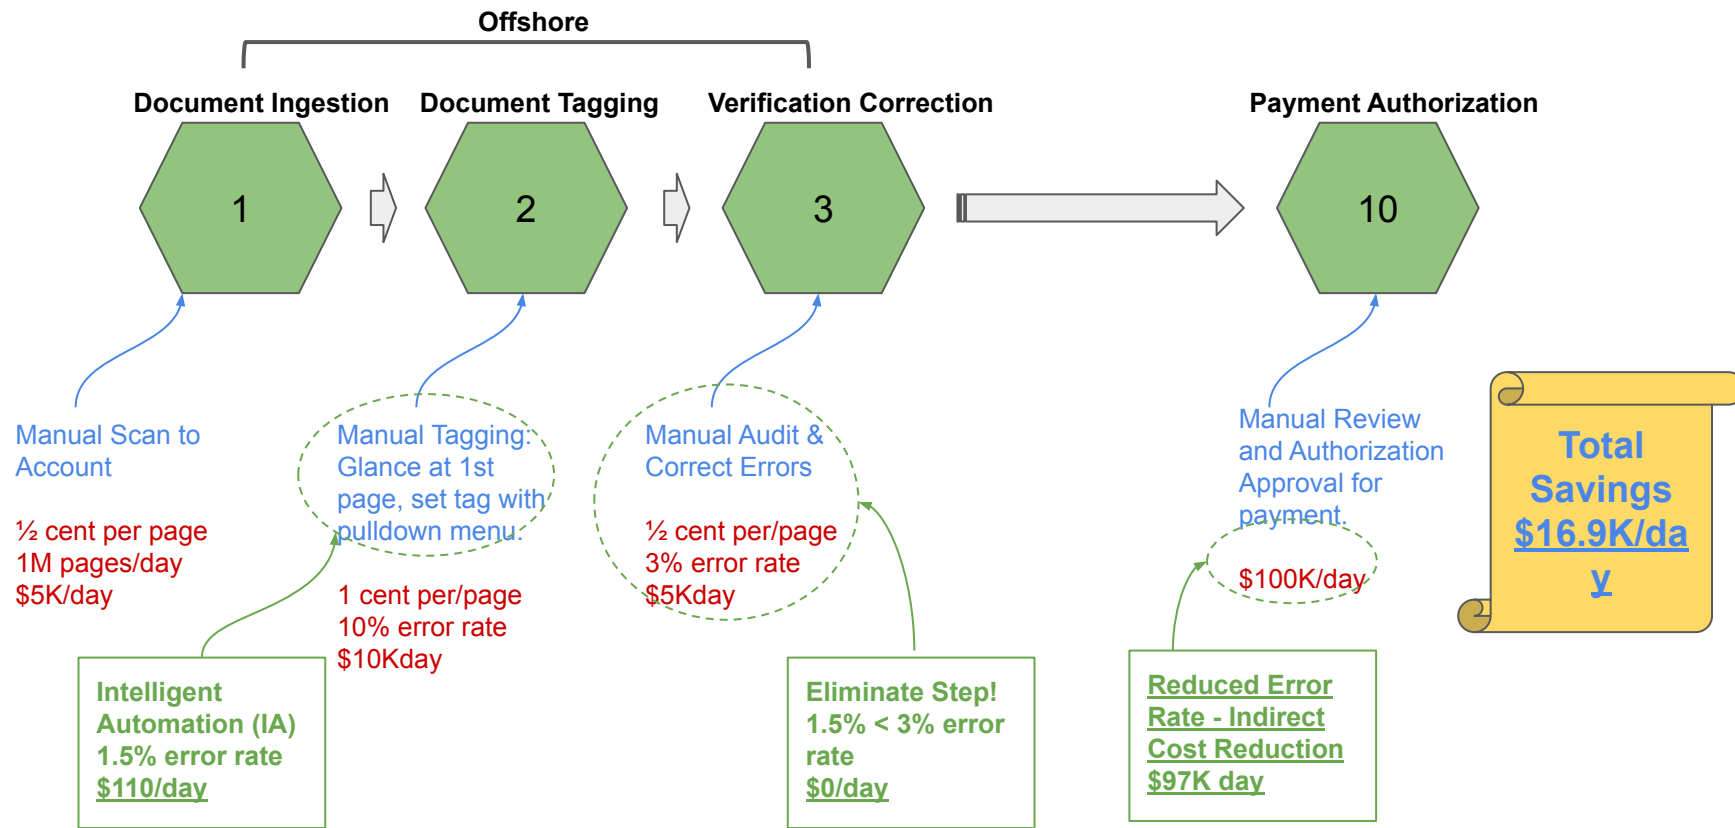 Offshore
Document Ingestion
Document Tagging
Verification Correction
Payment Authorization
1
2
3
10
Manual Scan to
Account
½ cent per page
1M pages/day
$5K/day
Manual Tagging:
Glance at 1st
page, set tag with
pulldown menu.
1 cent per/page
10% error rate
$10Kday
Manual Audit &
Correct Errors
½ cent per/page
3% error rate
$5Kday
Manual Review
and Authorization
Approval for
payment.
$100K/day
Total
Savings
$16.9K/da
y
Intelligent
Automation (IA)
1.5% error rate
$110/day
Eliminate Step!
1.5% < 3% error
rate
$0/day
Reduced Error
Rate - Indirect
Cost Reduction
$97K day